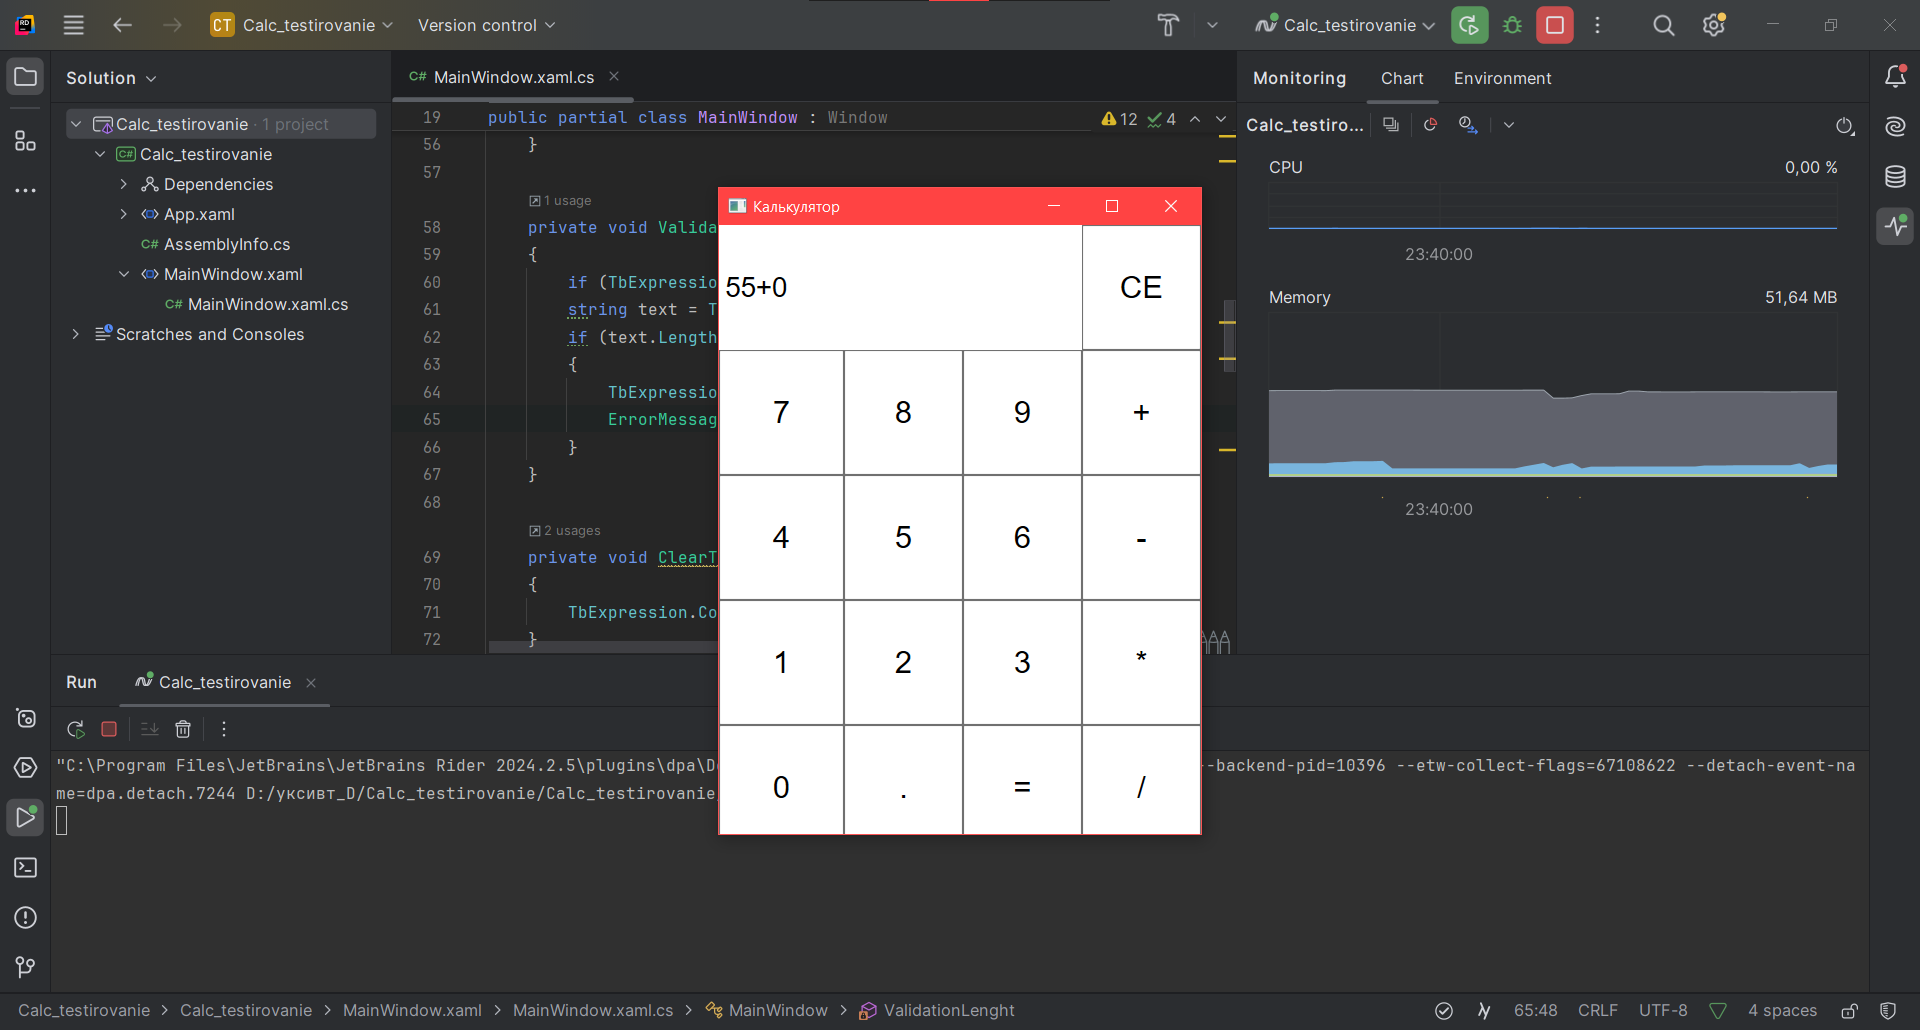 CT Calc_testirovanie Version control Calc_testirovanie
Solution
Calc_testirovanie · 1 project
Calc_testirovanie
Dependencies
App.xaml
C# AssemblyInfo.cs
MainWindow.xaml
C# MainWindow.xaml.cs
Scratches and Consoles
C# MainWindow.xaml.cs
19 public partial class MainWindow : Window
12 4
56 }
57
1 usage
58 private void Valida
59 {
60 if (TbExpressio
61 string text = T
62 if (text.Length
63 {
64 TbExpressio
65 ErrorMessag
66 }
67 }
68
2 usages
69 private void ClearT
70 {
71 TbExpression.Co
72 }
Калькулятор
55+0 CE
7 8 9 +
4 5 6 -
1 2 3 *
0 . = /
Monitoring Chart Environment
Calc_testiro...
CPU 0,00 %
23:40:00
Memory 51,64 MB
23:40:00
Run Calc_testirovanie
"C:\Program Files\JetBrains\JetBrains Rider 2024.2.5\plugins\dpa\D --backend-pid=10396 --etw-collect-flags=67108622 --detach-event-na
me=dpa.detach.7244 D:/уксивт_D/Calc_testirovanie/Calc_testirovanie
Calc_testirovanie > Calc_testirovanie > MainWindow.xaml > MainWindow.xaml.cs > MainWindow > ValidationLenght
65:48 CRLF UTF-8 4 spaces